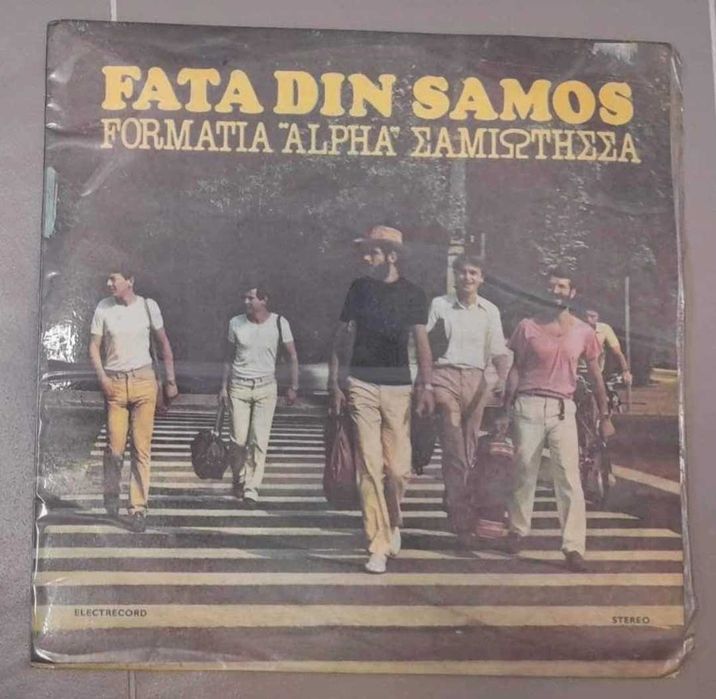 FATA DIN SAMOS
FORMATIA "ALPHA" ΣΑΜΙΩΤΗΣΣΑ
ELECTRECORD
STEREO